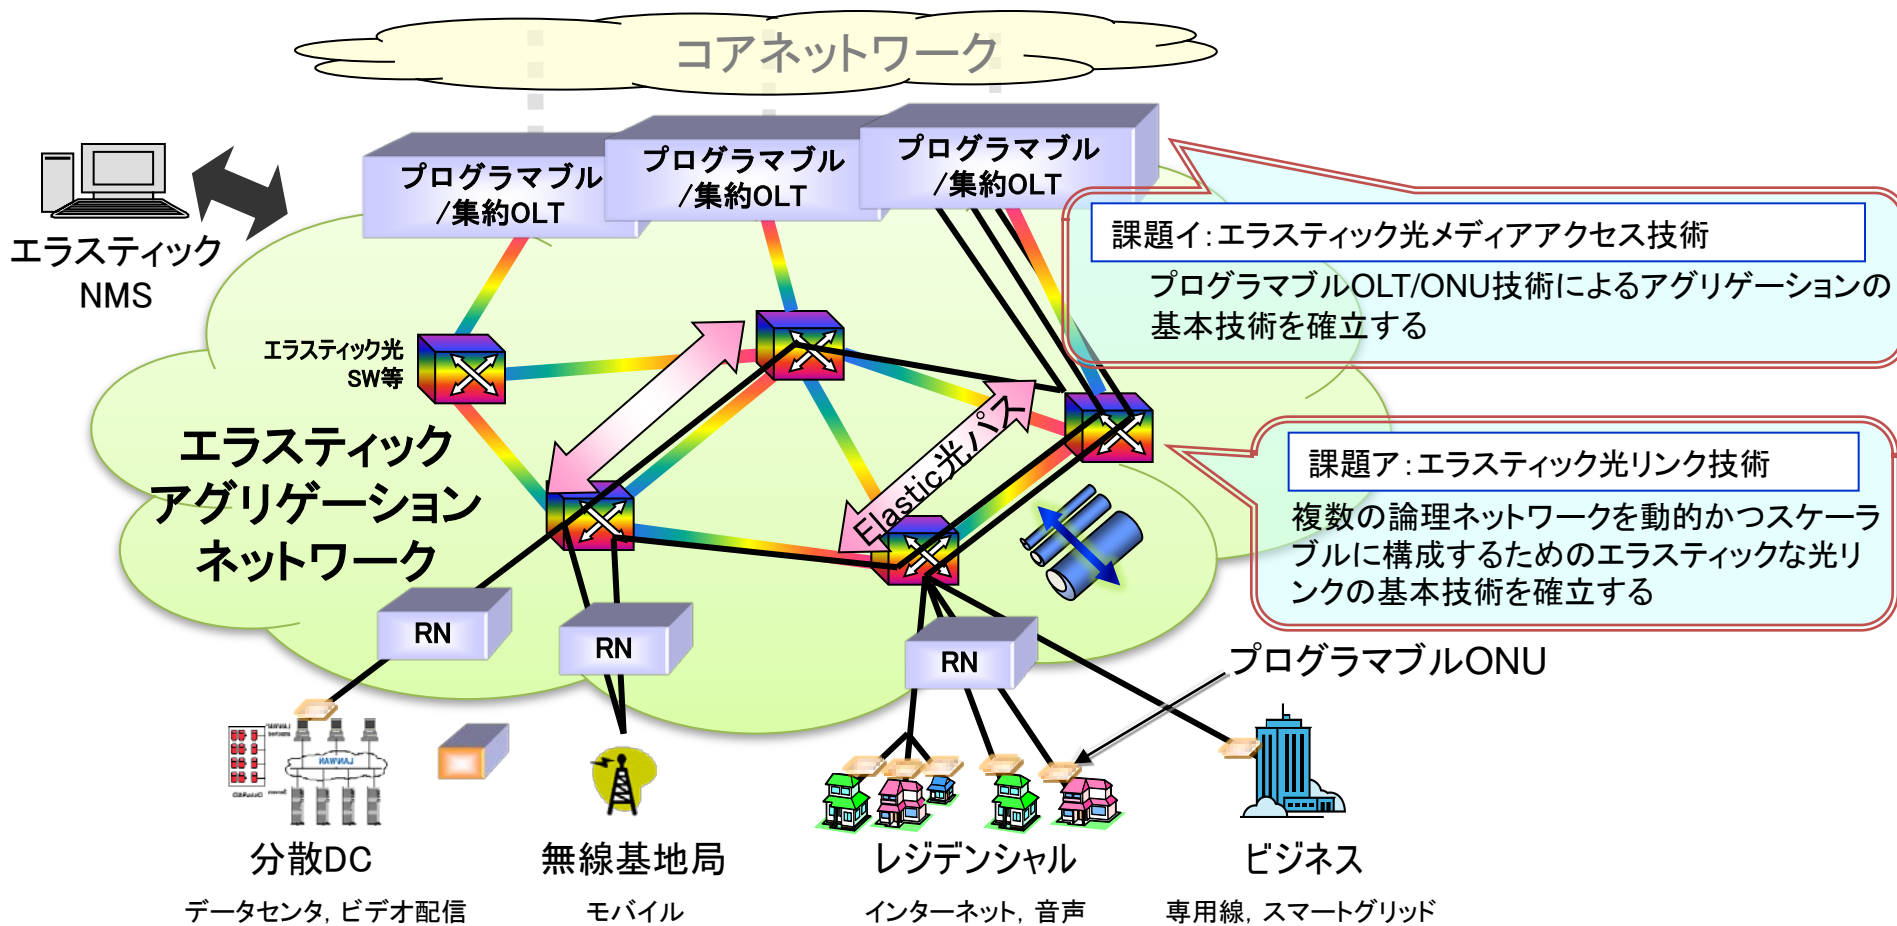 コアネットワーク
プログラマブル
/集約OLT
プログラマブル
/集約OLT
プログラマブル
/集約OLT
エラスティック
NMS
課題イ:エラスティック光メディアアクセス技術
プログラマブルOLT/ONU技術によるアグリゲーションの
基本技術を確立する
エラスティック光
SW等
Elastic光パス
エラスティック
アグリゲーション
ネットワーク
課題ア:エラスティック光リンク技術
複数の論理ネットワークを動的かつスケーラ
ブルに構成するためのエラスティックな光リ
ンクの基本技術を確立する
RN
RN
RN
プログラマブルONU
LAN/WAN
分散DC
無線基地局
レジデンシャル
ビジネス
データセンタ, ビデオ配信
モバイル
インターネット, 音声
専用線, スマートグリッド